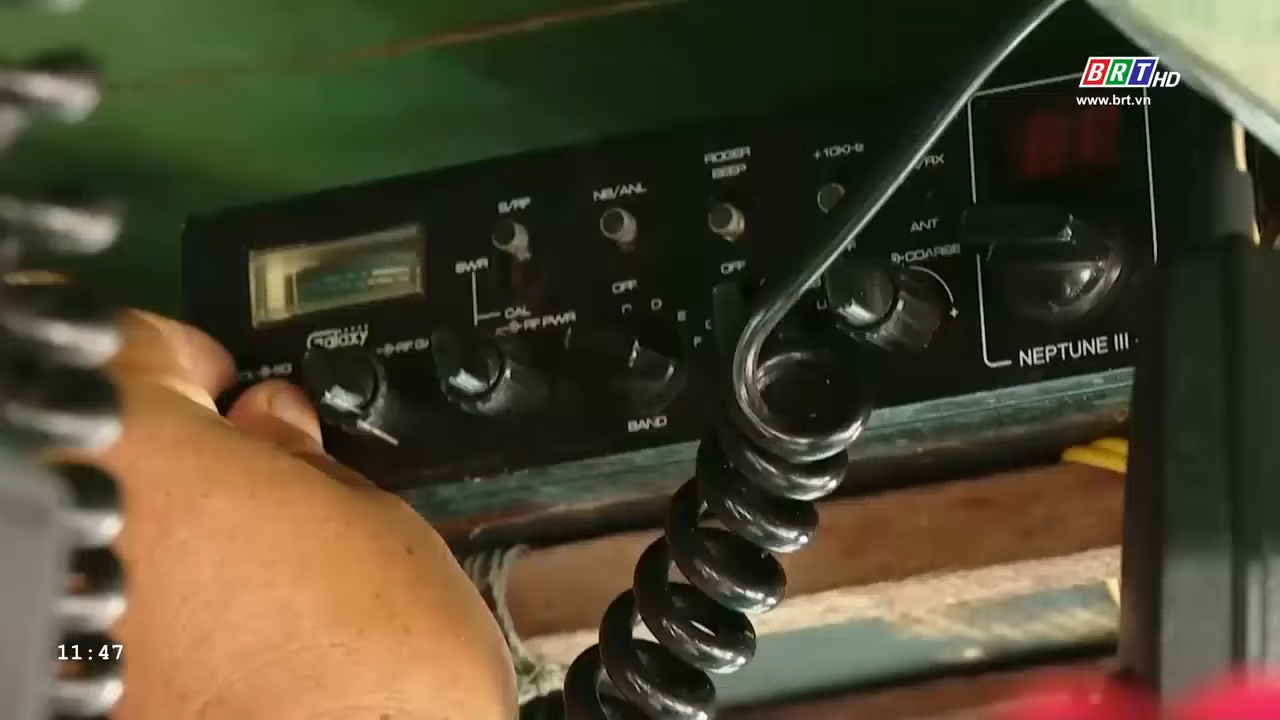 BRT HD
www.brt.vn
ROGER
BEEP
+10KHz
NB/ANL
S/RF
ANT
COARSE
SWR
OFF
OFF
CAL
RF PWR
galaxy
NEPTUNE III
BAND
11:47